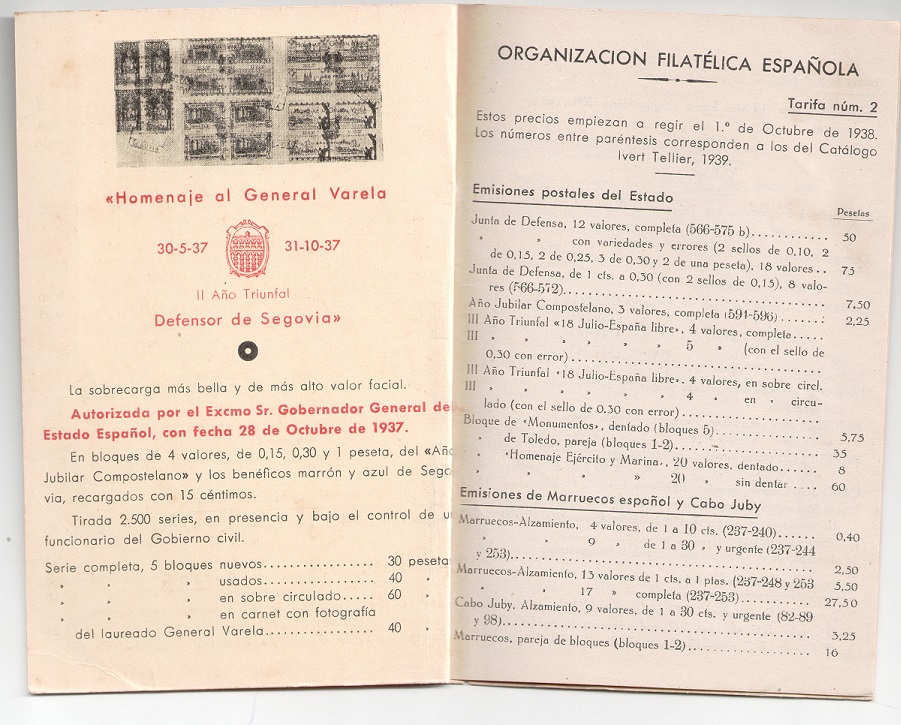 «Homenaje al General Varela
30-5-37 31-10-37
II Año Triunfal
Defensor de Segovia»
La sobrecarga más bella y de más alto valor facial.
Autorizada por el Excmo Sr. Gobernador General de
Estado Español, con fecha 28 de Octubre de 1937.
En bloques de 4 valores, de 0,15, 0,30 y 1 peseta, del «Año
Jubilar Compostelano» y los benéficos marrón y azul de Sego
via, recargados con 15 céntimos.
Tirada 2.500 series, en presencia y bajo el control de u
funcionario del Gobierno civil.
Serie completa, 5 bloques nuevos................ 30 peseta
» » » usados................ 40 »
» » » en sobre circulado..... 60 »
» » » en carnet con fotografía
del laureado General Varela................ 40 »
ORGANIZACION FILATÉLICA ESPAÑOLA
Tarifa núm. 2
Estos precios empiezan a regir el 1.º de Octubre de 1938.
Los números entre paréntesis corresponden a los del Catálogo
Ivert Tellier, 1939.
Emisiones postales del Estado
Pesetas
Junta de Defensa, 12 valores, completa (566-575 b)............ 50
» » con variedades y errores (2 sellos de 0,10, 2
de 0,15, 2 de 0,25, 3 de 0,30 y 2 de una peseta), 18 valores.. 75
Junta de Defensa, de 1 cts. a 0,30 (con 2 sellos de 0,15), 8 valo-
res (566-572)........................ 7,50
Año Jubilar Compostelano, 3 valores, completa (591-596).......: 2,25
III Año Triunfal «18 Julio-España libre», 4 valores, completa.....
III » » » » » 5 » (con el sello de
0,30 con error)........................
III Año Triunfal «18 Julio-España libre». 4 valores, en sobre circl.
III » » » » » 4 » en » circu-
lado (con el sello de 0.30 con error)....................
Bloque de «Monumentos», dentado (bloques 5)................ 5,75
» de Toledo, pareja (bloques 1-2).................... 35
» «Homenaje Ejército y Marina», 20 valores, dentado...... 8
» » » 20 » sin dentar .... 60
Emisiones de Marruecos español y Cabo Juby
Marruecos-Alzamiento, 4 valores, de 1 a 10 cts. (237-240)...... 0,40
» » 9 » de 1 a 30 » y urgente (237-244
y 253)........................ 2,50
Marruecos-Alzamiento, 13 valores de 1 cts. a 1 ptas. (237-248 y 253 5,50
» » 17 » completa (237-253).......... 27,50
Cabo Juby, Alzamiento, 9 valores, de 1 a 30 cts. y urgente (82-89
y 98)........................ 3,25
Marruecos, pareja de bloques (bloques 1-2).................. 16